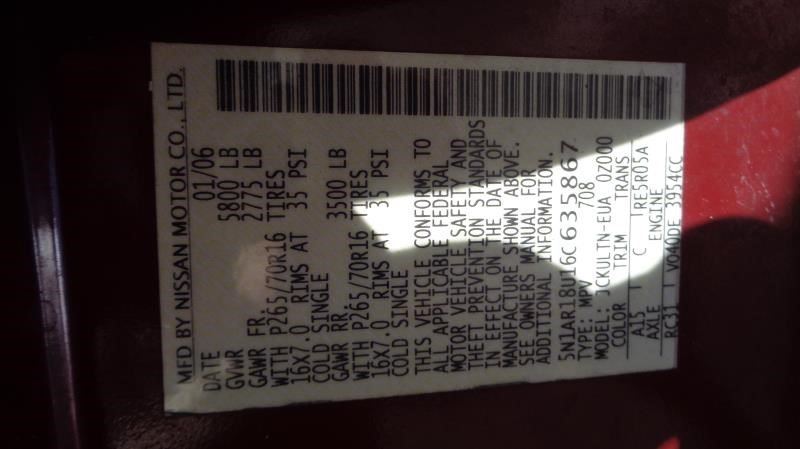 MFD BY NISSAN MOTOR CO., LTD.
DATE 01/06
GVWR 5800 LB
GAWR FR. 2775 LB
WITH P265/70R16 TIRES
16X7.0 RIMS AT 35 PSI
COLD SINGLE
GAWR RR. 3500 LB
WITH P265/70R16 TIRES
16X7.0 RIMS AT 35 PSI
COLD SINGLE
THIS VEHICLE CONFORMS TO
ALL APPLICABLE FEDERAL
MOTOR VEHICLE SAFETY AND
THEFT PREVENTION STANDARDS
IN EFFECT ON THE DATE OF
MANUFACTURE SHOWN ABOVE.
SEE OWNERS MANUAL FOR
ADDITIONAL INFORMATION.
5N1AR18U16C635867
TYPE: MPV 708
MODEL: JCKULTN-EUA QZ000
COLOR TRIM TRANS
A15 C RE5R05A
AXLE ENGINE
RC31 VQ40DE 3954CC